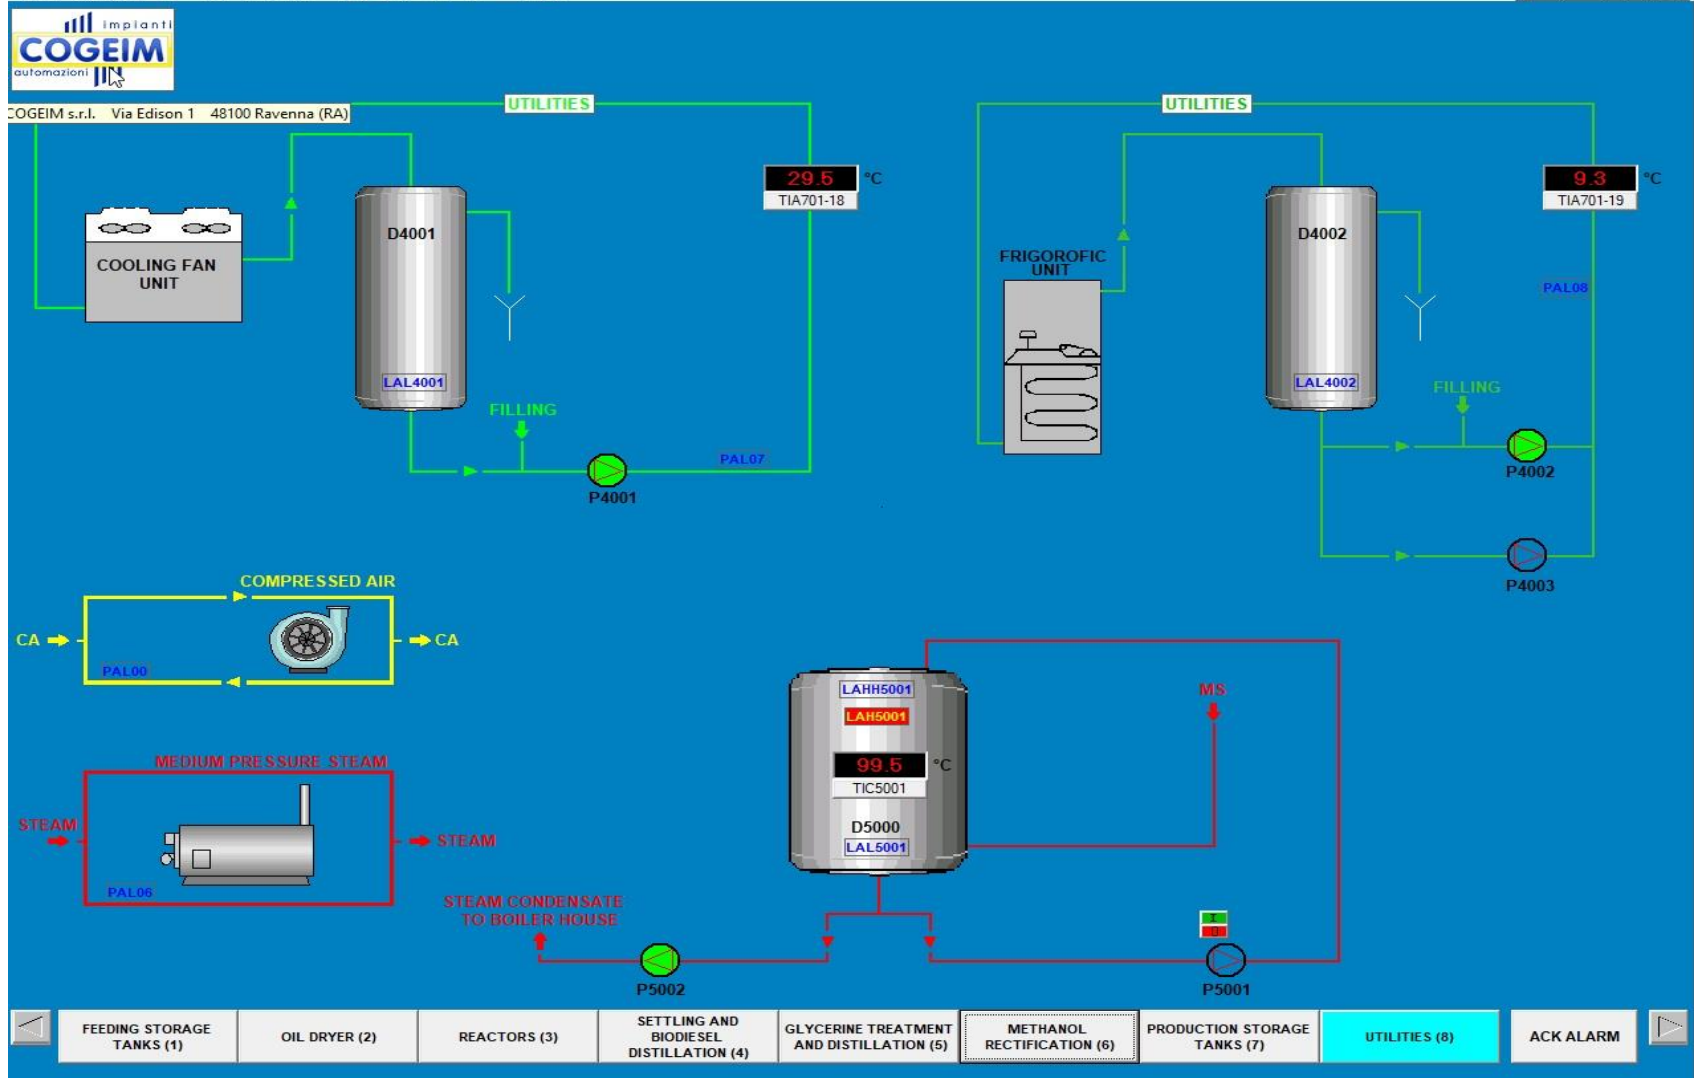 impianti
COGEIM
automazioni
COGEIM s.r.l. Via Edison 1 48100 Ravenna (RA)
UTILITIES
UTILITIES
29.5 °C
TIA701-18
9.3 °C
TIA701-19
D4001
D4002
COOLING FAN
UNIT
FRIGOROFIC
UNIT
PAL08
LAL4001
LAL4002
FILLING
FILLING
PAL07
P4001
P4002
P4003
COMPRESSED AIR
CA
CA
PAL00
LAHH5001
MS
LAH5001
MEDIUM PRESSURE STEAM
99.5 °C
TIC5001
STEAM
STEAM
D5000
LAL5001
PAL06
STEAM CONDENSATE
TO BOILER HOUSE
I
0
P5002
P5001
FEEDING STORAGE
TANKS (1)
OIL DRYER (2)
REACTORS (3)
SETTLING AND
BIODIESEL
DISTILLATION (4)
GLYCERINE TREATMENT
AND DISTILLATION (5)
METHANOL
RECTIFICATION (6)
PRODUCTION STORAGE
TANKS (7)
UTILITIES (8)
ACK ALARM